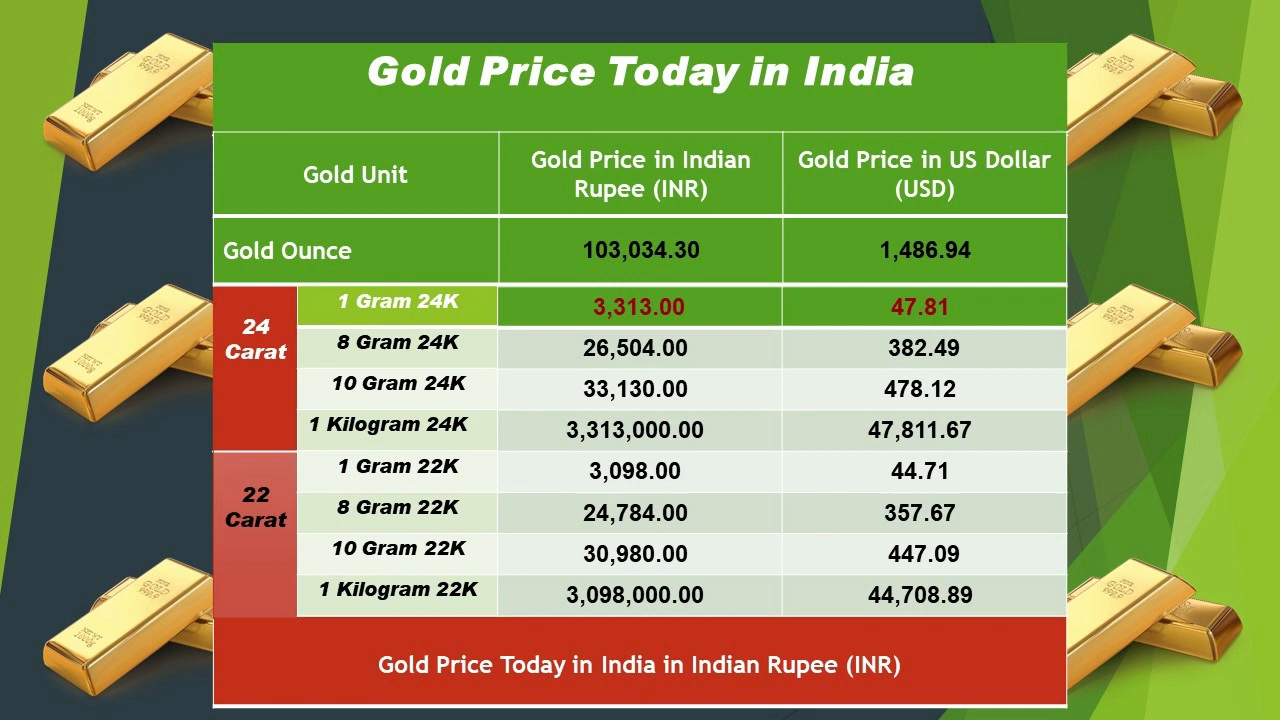 Gold Price Today in India
Gold Unit
Gold Price in Indian
Rupee (INR)
Gold Price in US Dollar
(USD)
Gold Ounce
103,034.30
1,486.94
24
Carat
1 Gram 24K
3,313.00
47.81
8 Gram 24K
26,504.00
382.49
10 Gram 24K
33,130.00
478.12
1 Kilogram 24K
3,313,000.00
47,811.67
22
Carat
1 Gram 22K
3,098.00
44.71
8 Gram 22K
24,784.00
357.67
10 Gram 22K
30,980.00
447.09
1 Kilogram 22K
3,098,000.00
44,708.89
Gold Price Today in India in Indian Rupee (INR)